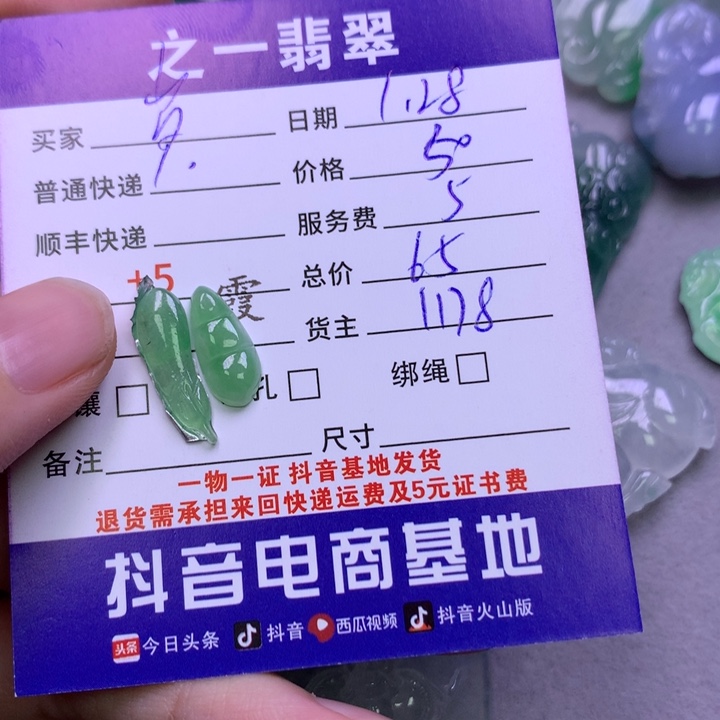 之一翡翠
买家 日期 1.28
普通快递 价格 50
顺丰快递 服务费 5
+5 霞 总价 65
货主 1178
镶 孔 绑绳
备注 尺寸
一物一证 抖音基地发货
退货需承担来回快递运费及5元证书费
抖音电商基地
头条 今日头条 抖音 西瓜视频 抖音火山版